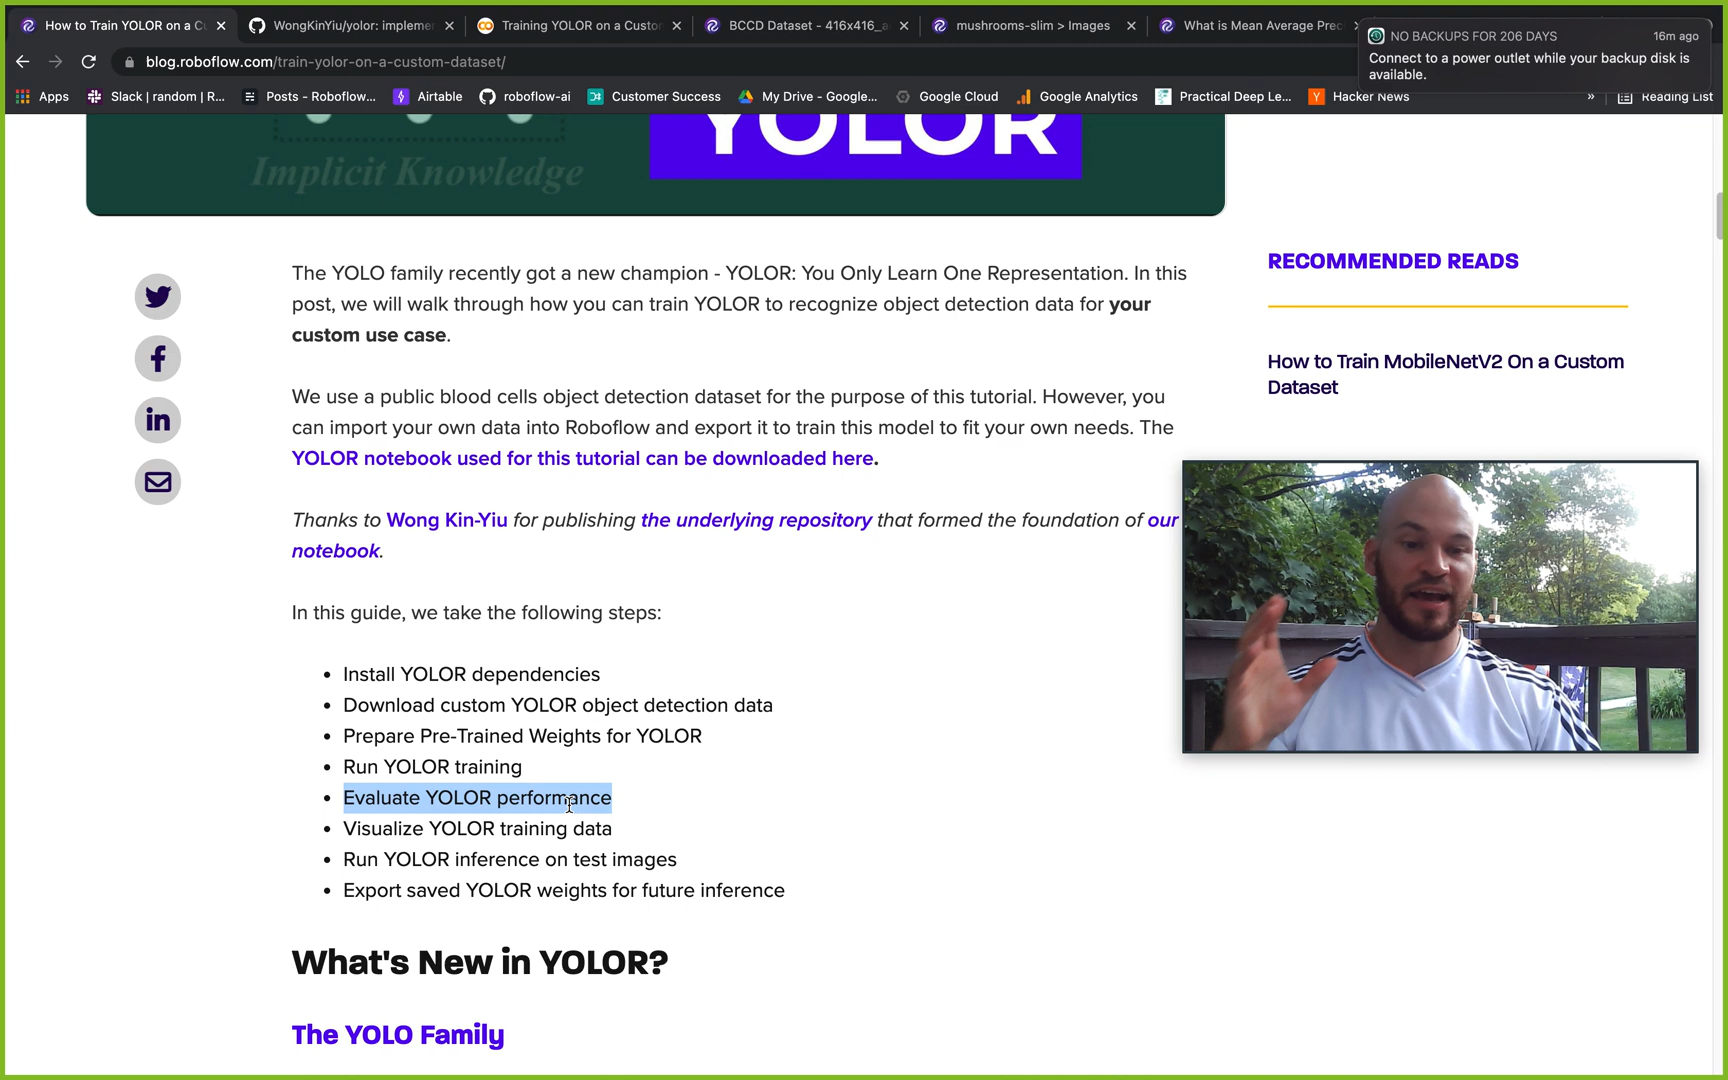 How to Train YOLOR on a C
WongKinYiu/yolor: impleme
Training YOLOR on a Custo
BCCD Dataset - 416x416_a
mushrooms-slim > Images
What is Mean Average Prec
NO BACKUPS FOR 206 DAYS
16m ago
Connect to a power outlet while your backup disk is
available.
blog.roboflow.com/train-yolor-on-a-custom-dataset/
Apps
Slack | random | R...
Posts - Roboflow...
Airtable
roboflow-ai
Customer Success
My Drive - Google...
Google Cloud
Google Analytics
Practical Deep Le...
Hacker News
»
Reading List
YOLOR
Implicit Knowledge
The YOLO family recently got a new champion - YOLOR: You Only Learn One Representation. In this
post, we will walk through how you can train YOLOR to recognize object detection data for your
custom use case.
We use a public blood cells object detection dataset for the purpose of this tutorial. However, you
can import your own data into Roboflow and export it to train this model to fit your own needs. The
YOLOR notebook used for this tutorial can be downloaded here.
Thanks to Wong Kin-Yiu for publishing the underlying repository that formed the foundation of our
notebook.
In this guide, we take the following steps:
• Install YOLOR dependencies
• Download custom YOLOR object detection data
• Prepare Pre-Trained Weights for YOLOR
• Run YOLOR training
• Evaluate YOLOR performance
• Visualize YOLOR training data
• Run YOLOR inference on test images
• Export saved YOLOR weights for future inference
What's New in YOLOR?
The YOLO Family
RECOMMENDED READS
How to Train MobileNetV2 On a Custom
Dataset